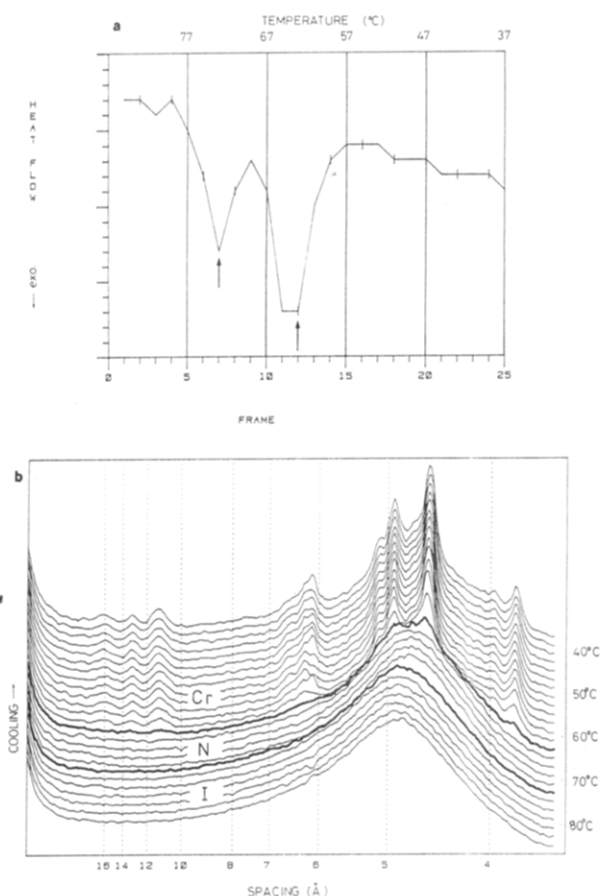 a
TEMPERATURE (°C)
77 67 57 47 37
HEAT FLOW
exo.
0 5 10 15 20 25
FRAME
b
Cr
N
I
COOLING
40°C
50°C
60°C
70°C
80°C
16 14 12 10 8 7 6 5 4
SPACING (Å)